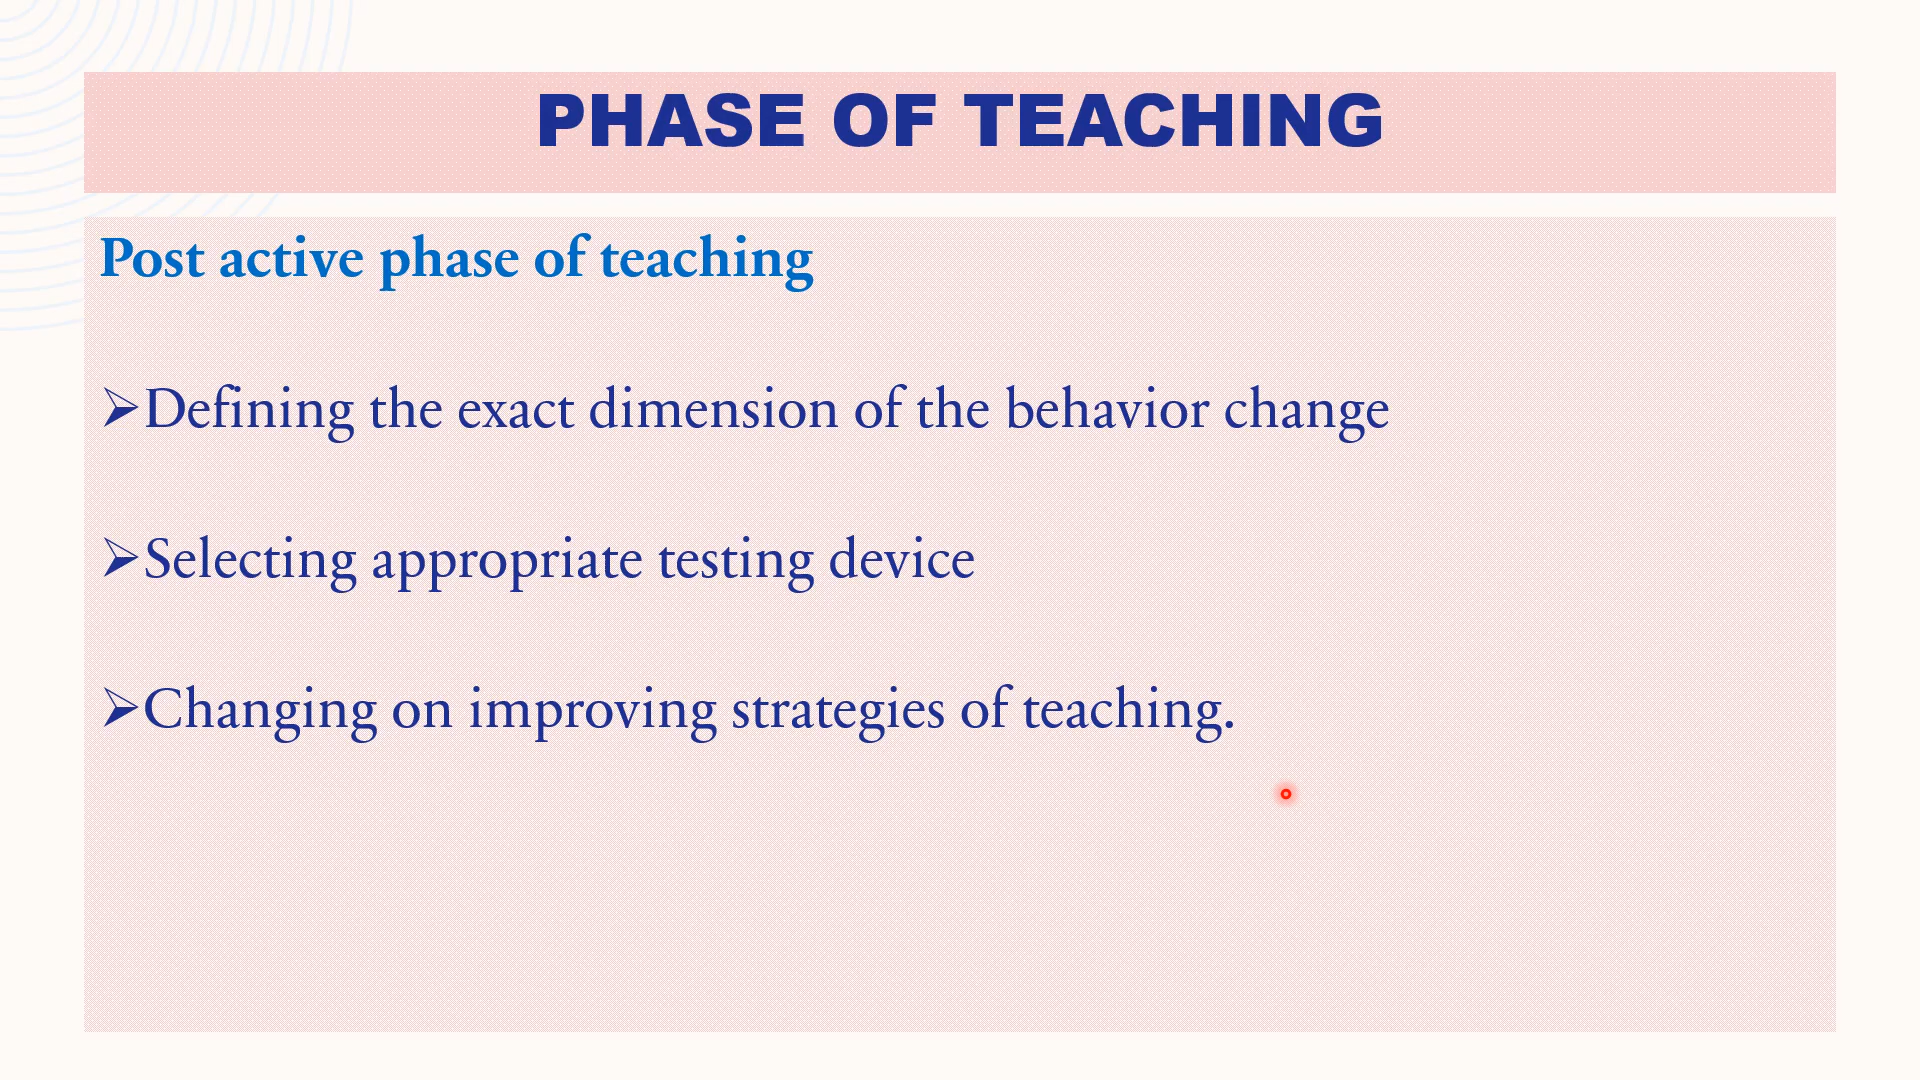 PHASE OF TEACHING
Post active phase of teaching
➢Defining the exact dimension of the behavior change
➢Selecting appropriate testing device
➢Changing on improving strategies of teaching.